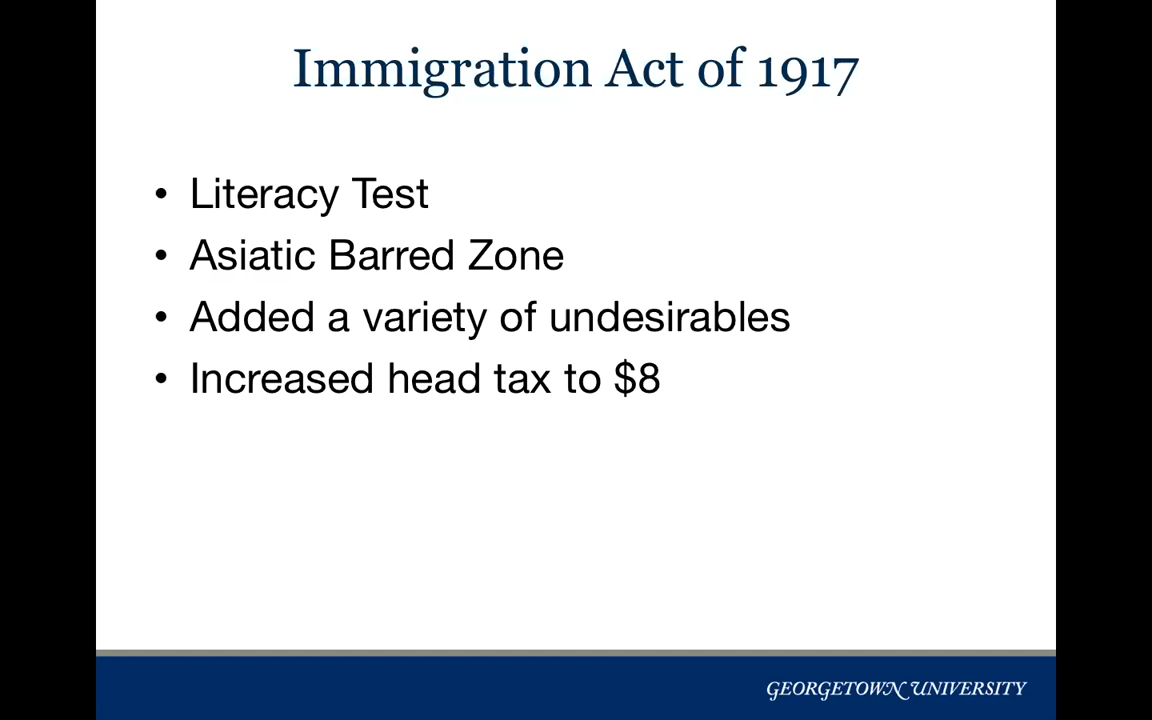 Immigration Act of 1917
• Literacy Test
• Asiatic Barred Zone
• Added a variety of undesirables
• Increased head tax to $8
GEORGETOWN UNIVERSITY